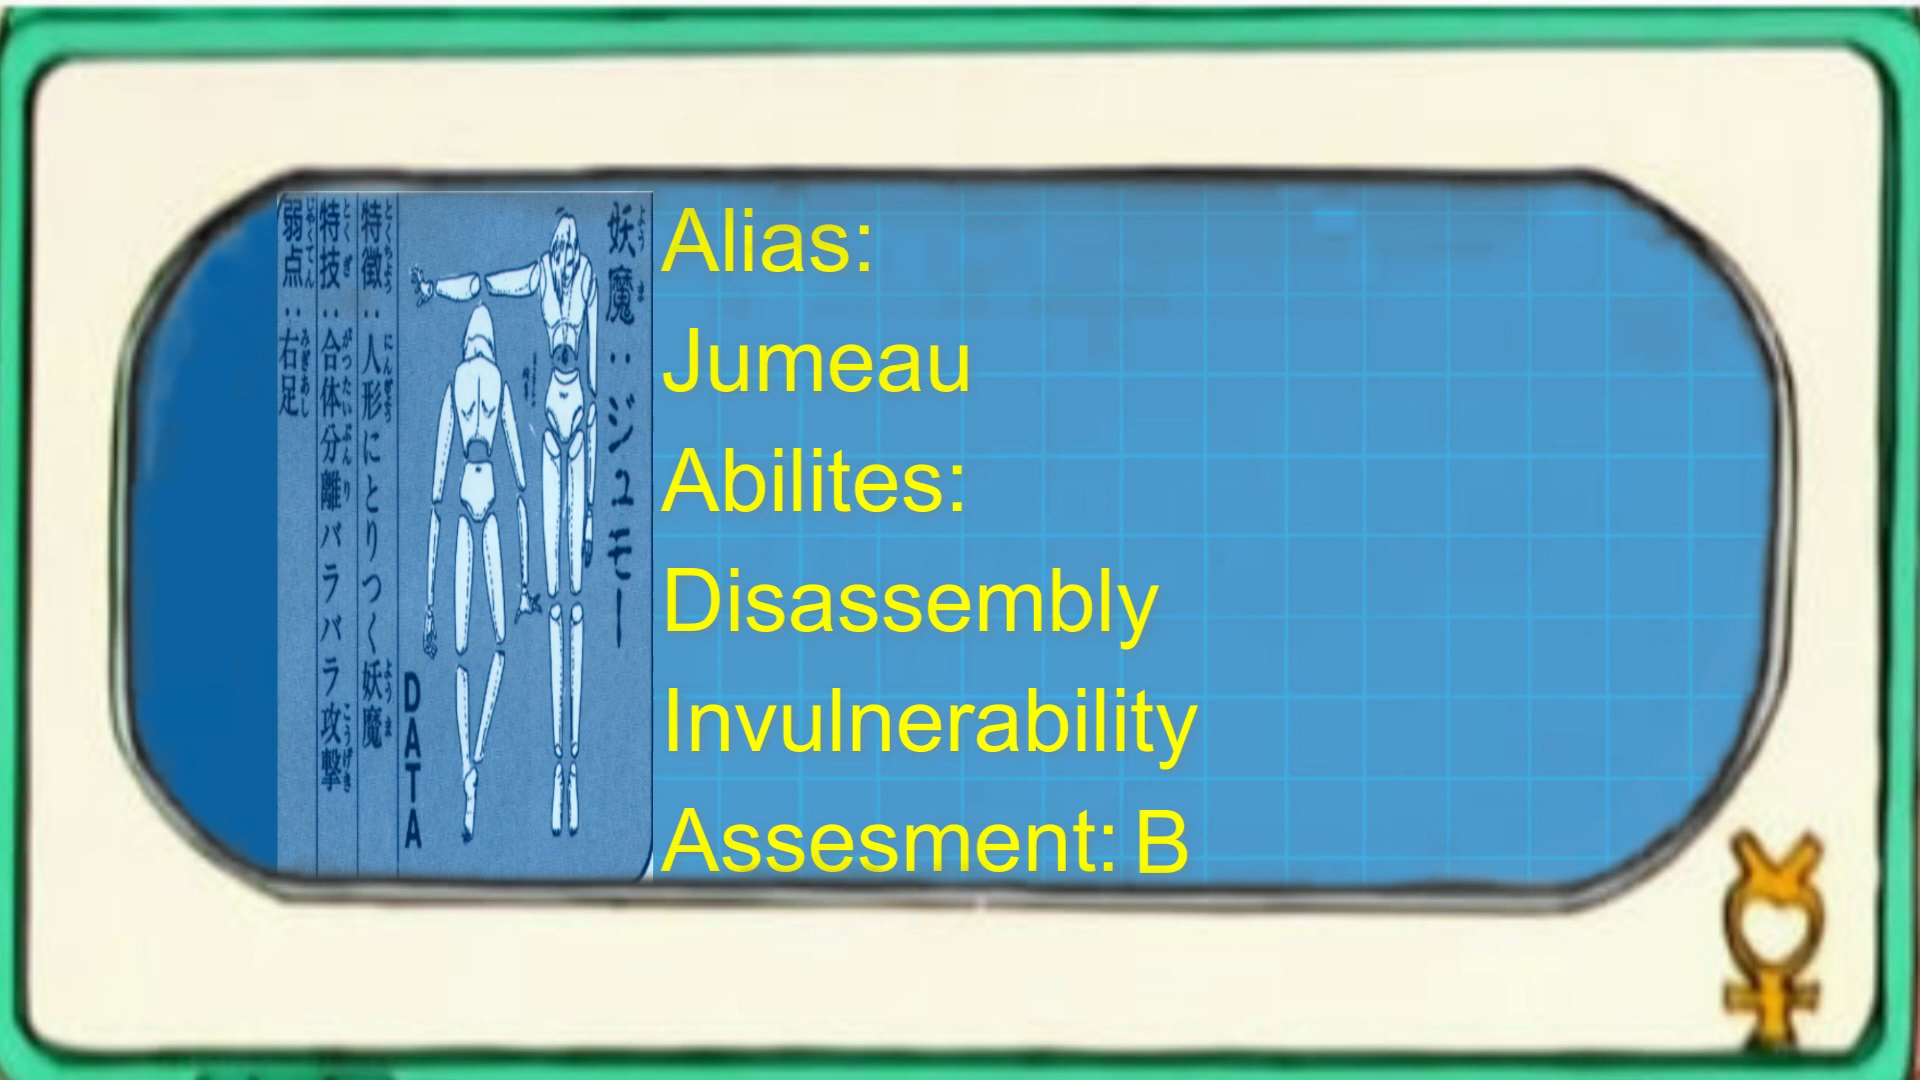 妖魔：ジュモー
DATA
特徴：人形にとりつく妖魔
特技：合体分離バラバラ攻撃
弱点：右足
Alias:
Jumeau
Abilites:
Disassembly
Invulnerability
Assesment: B